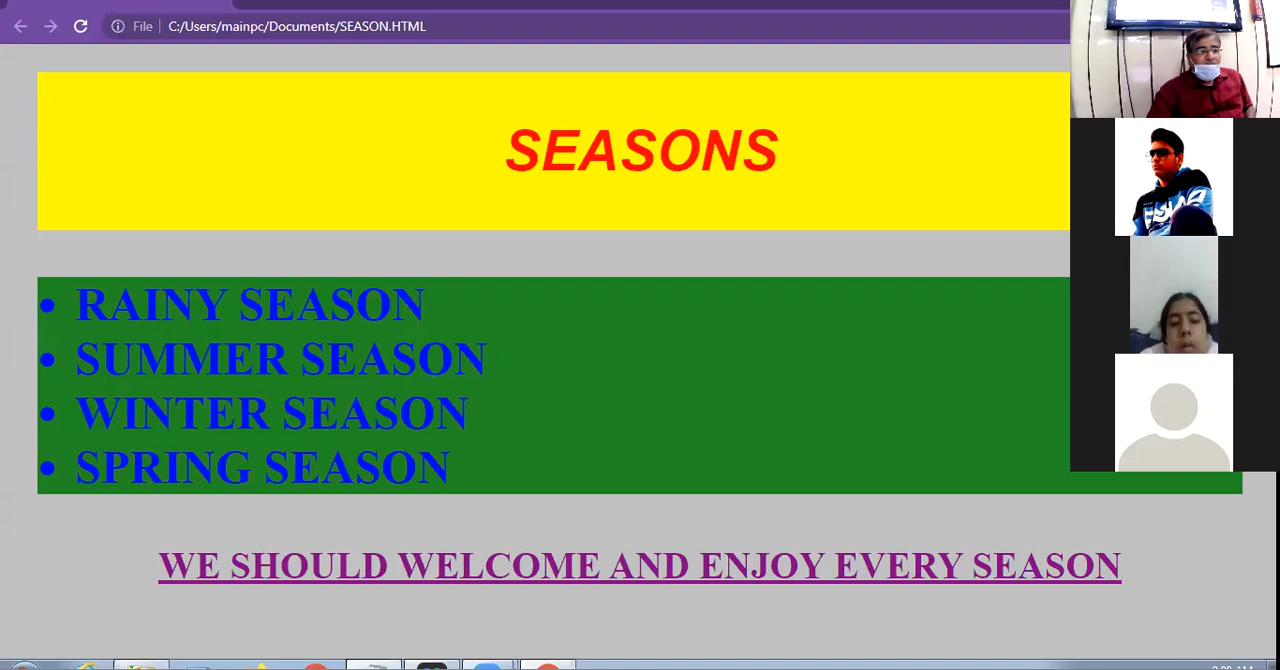 File
C:/Users/mainpc/Documents/SEASON.HTML
SEASONS
• RAINY SEASON
• SUMMER SEASON
• WINTER SEASON
• SPRING SEASON
WE SHOULD WELCOME AND ENJOY EVERY SEASON